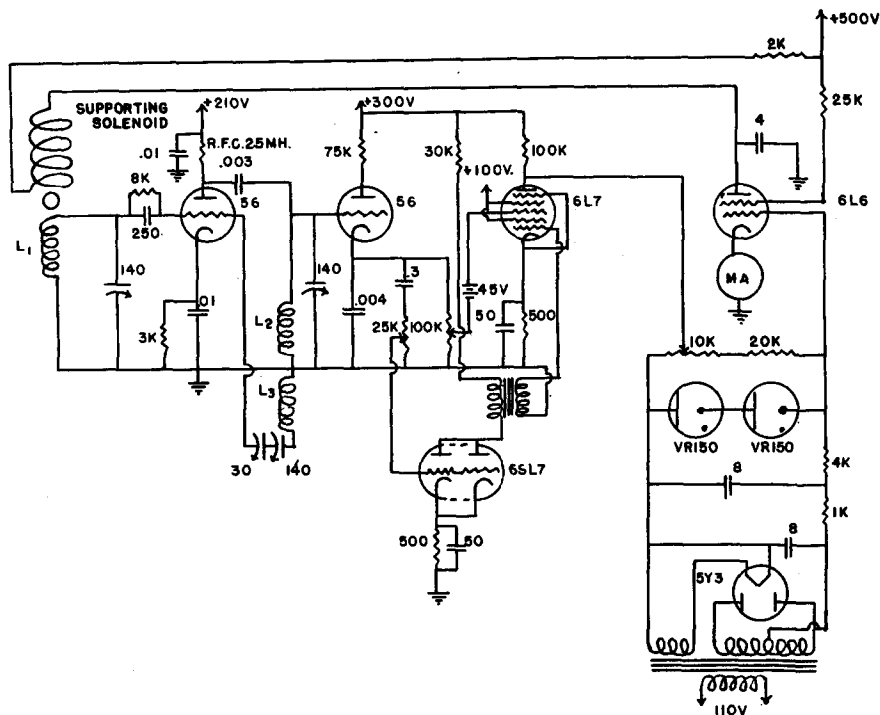 +500V
2K
25K
SUPPORTING
SOLENOID
+210V
+300V
R.F.C. 25MH.
.01
.003
8K
250
56
75K
56
30K
+100V.
100K
6L7
4
6L6
MA
L1
140
3K
.01
L2
140
.004
.3
25K
100K
45V
50
500
L3
30
140
6SL7
500
50
10K
20K
VR150
VR150
4K
8
1K
8
5Y3
110V